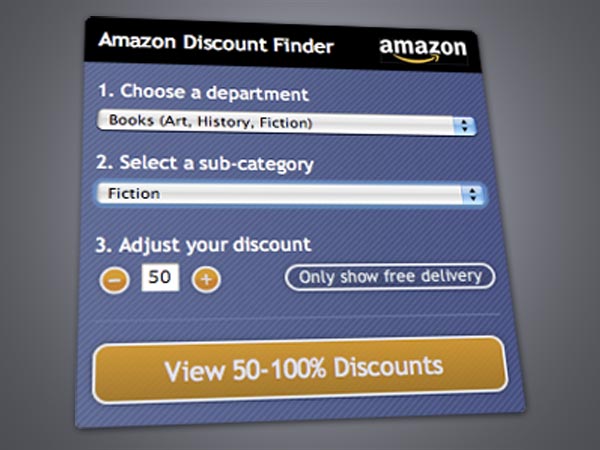 Amazon Discount Finder amazon
1. Choose a department
Books (Art, History, Fiction)
2. Select a sub-category
Fiction
3. Adjust your discount
− 50 + Only show free delivery
View 50-100% Discounts